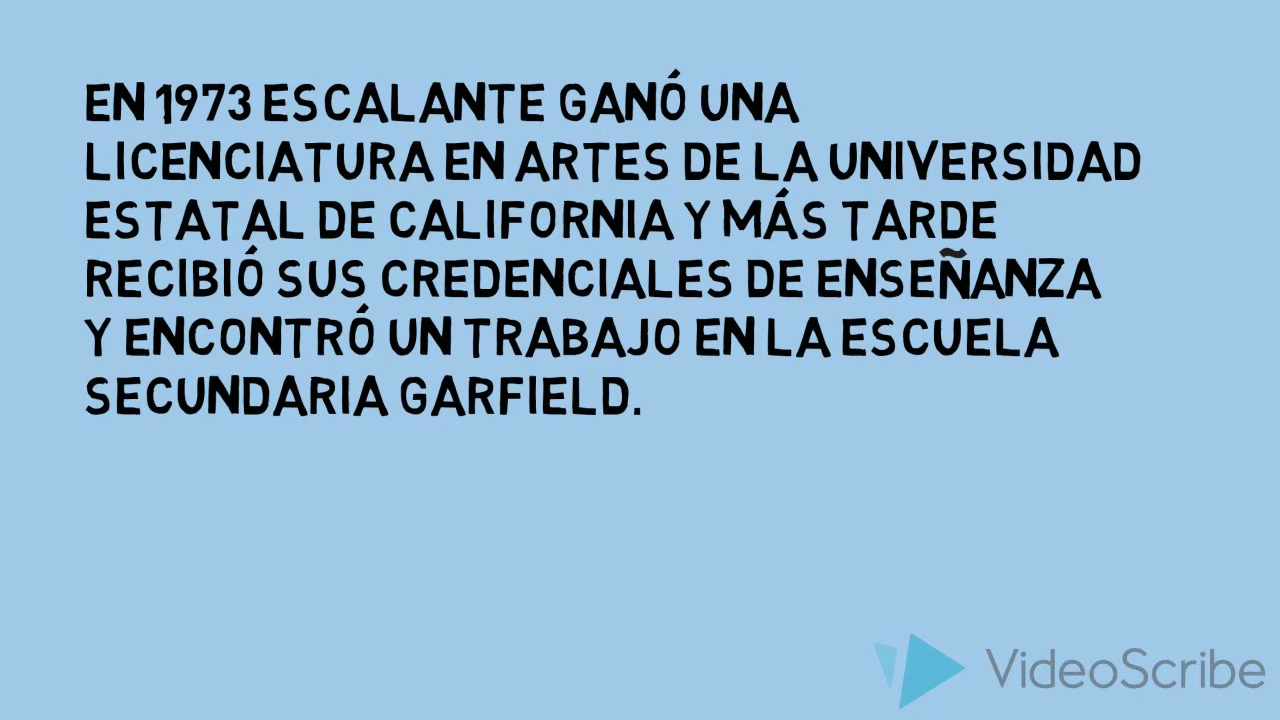 EN 1973 ESCALANTE GANÓ UNA
LICENCIATURA EN ARTES DE LA UNIVERSIDAD
ESTATAL DE CALIFORNIA Y MÁS TARDE
RECIBIÓ SUS CREDENCIALES DE ENSEÑANZA
Y ENCONTRÓ UN TRABAJO EN LA ESCUELA
SECUNDARIA GARFIELD.
VideoScribe